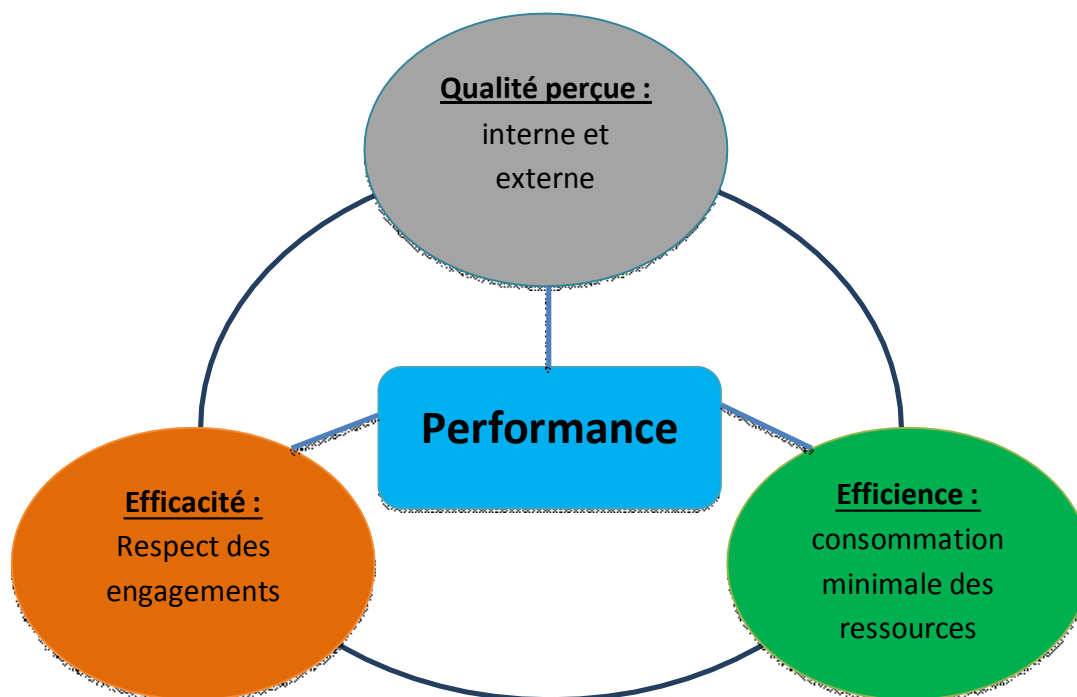 Qualité perçue :
interne et
externe
Performance
Efficacité :
Respect des
engagements
Efficience :
consommation
minimale des
ressources